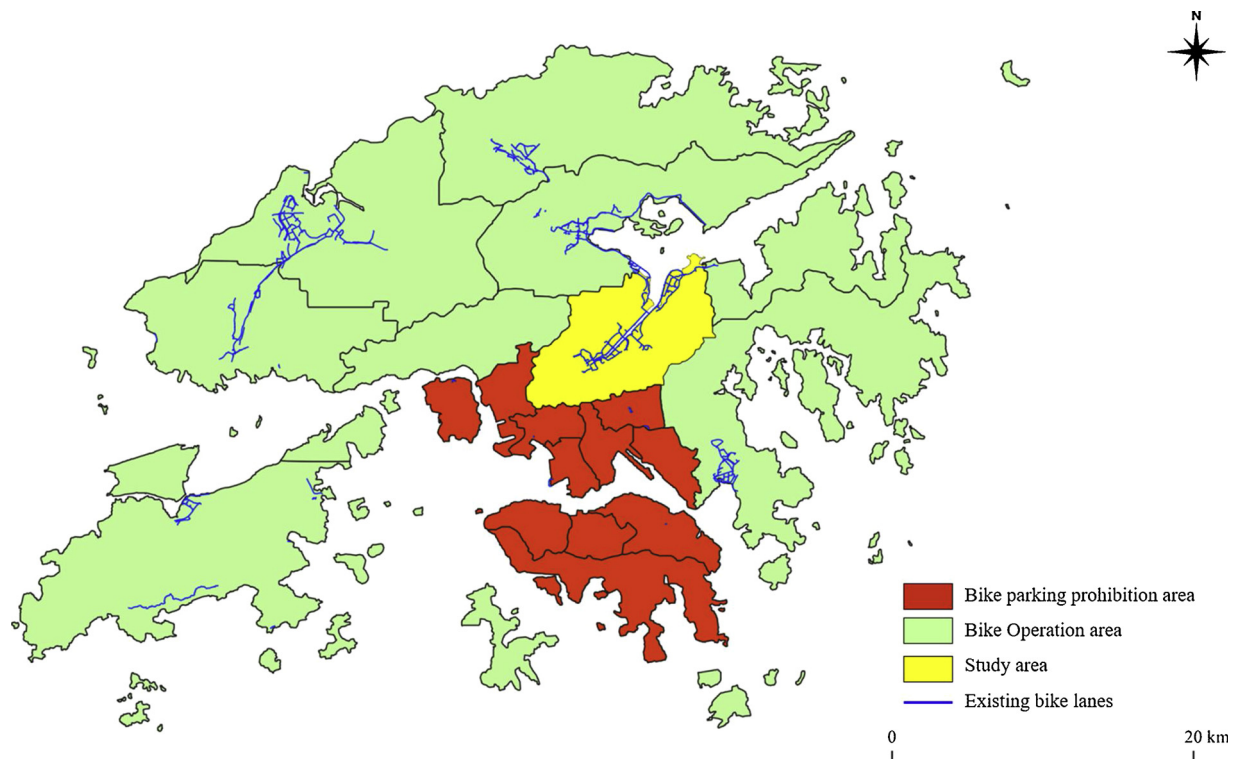 N
Bike parking prohibition area
Bike Operation area
Study area
Existing bike lanes
0 20 km